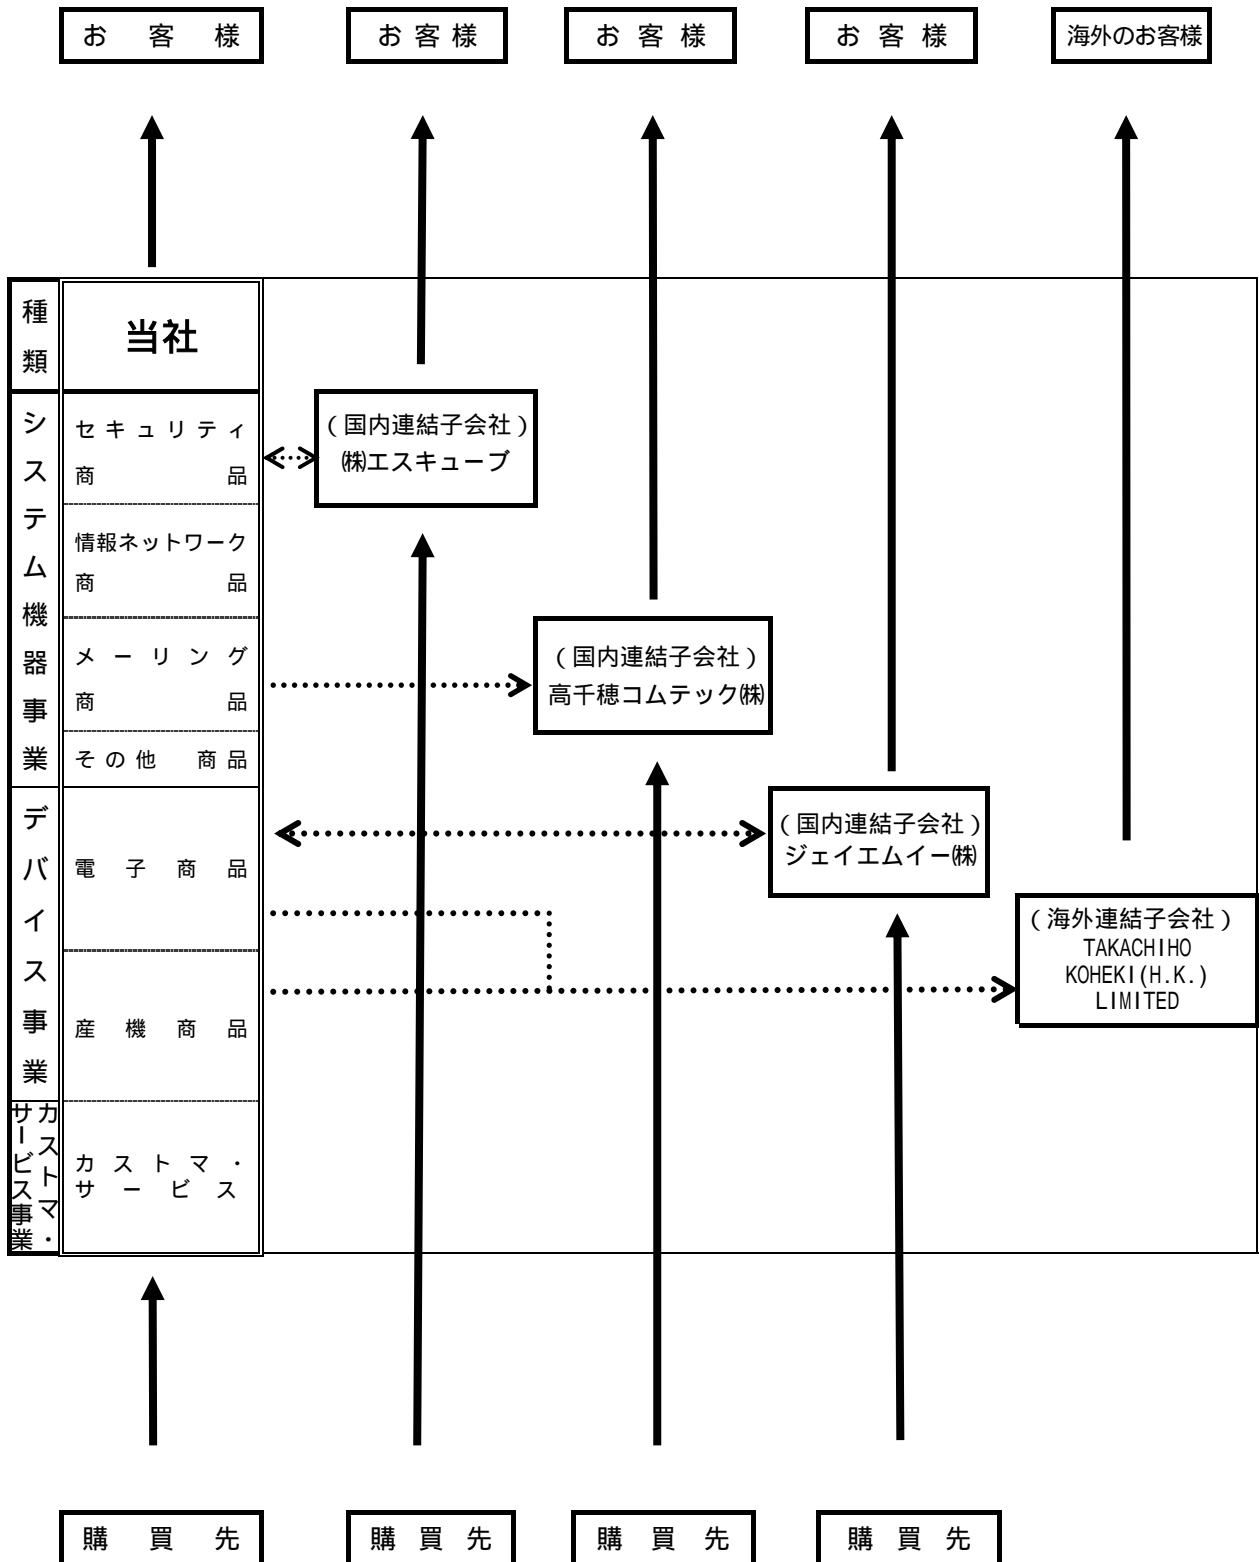 お客様
お客様
お客様
お客様
海外のお客様
種類
当社
システム機器事業
セキュリティ
商品
(国内連結子会社)
㈱エスキューブ
情報ネットワーク
商品
メーリング
商品
(国内連結子会社)
高千穂コムテック㈱
その他 商品
デバイス事業
電子商品
(国内連結子会社)
ジェイエムイー㈱
(海外連結子会社)
TAKACHIHO
KOHEKI(H.K.)
LIMITED
産機商品
カストマ・
サービス事業
カストマ・
サービス
購買先
購買先
購買先
購買先